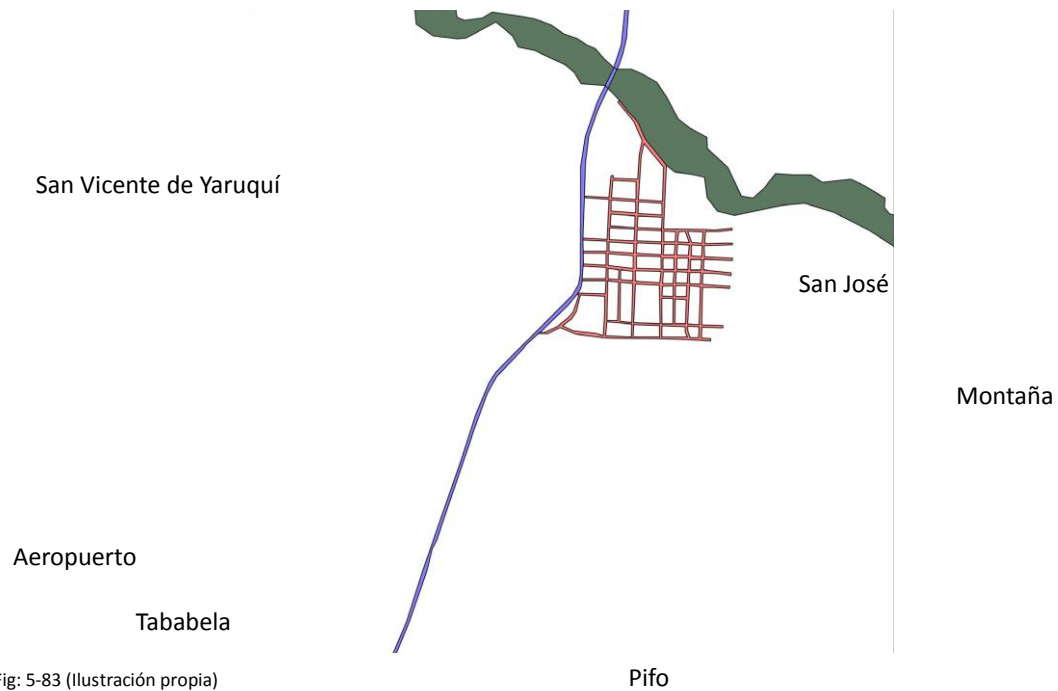 San Vicente de Yaruquí
San José
Montaña
Aeropuerto
Tababela
Fig: 5-83 (Ilustración propia)
Pifo